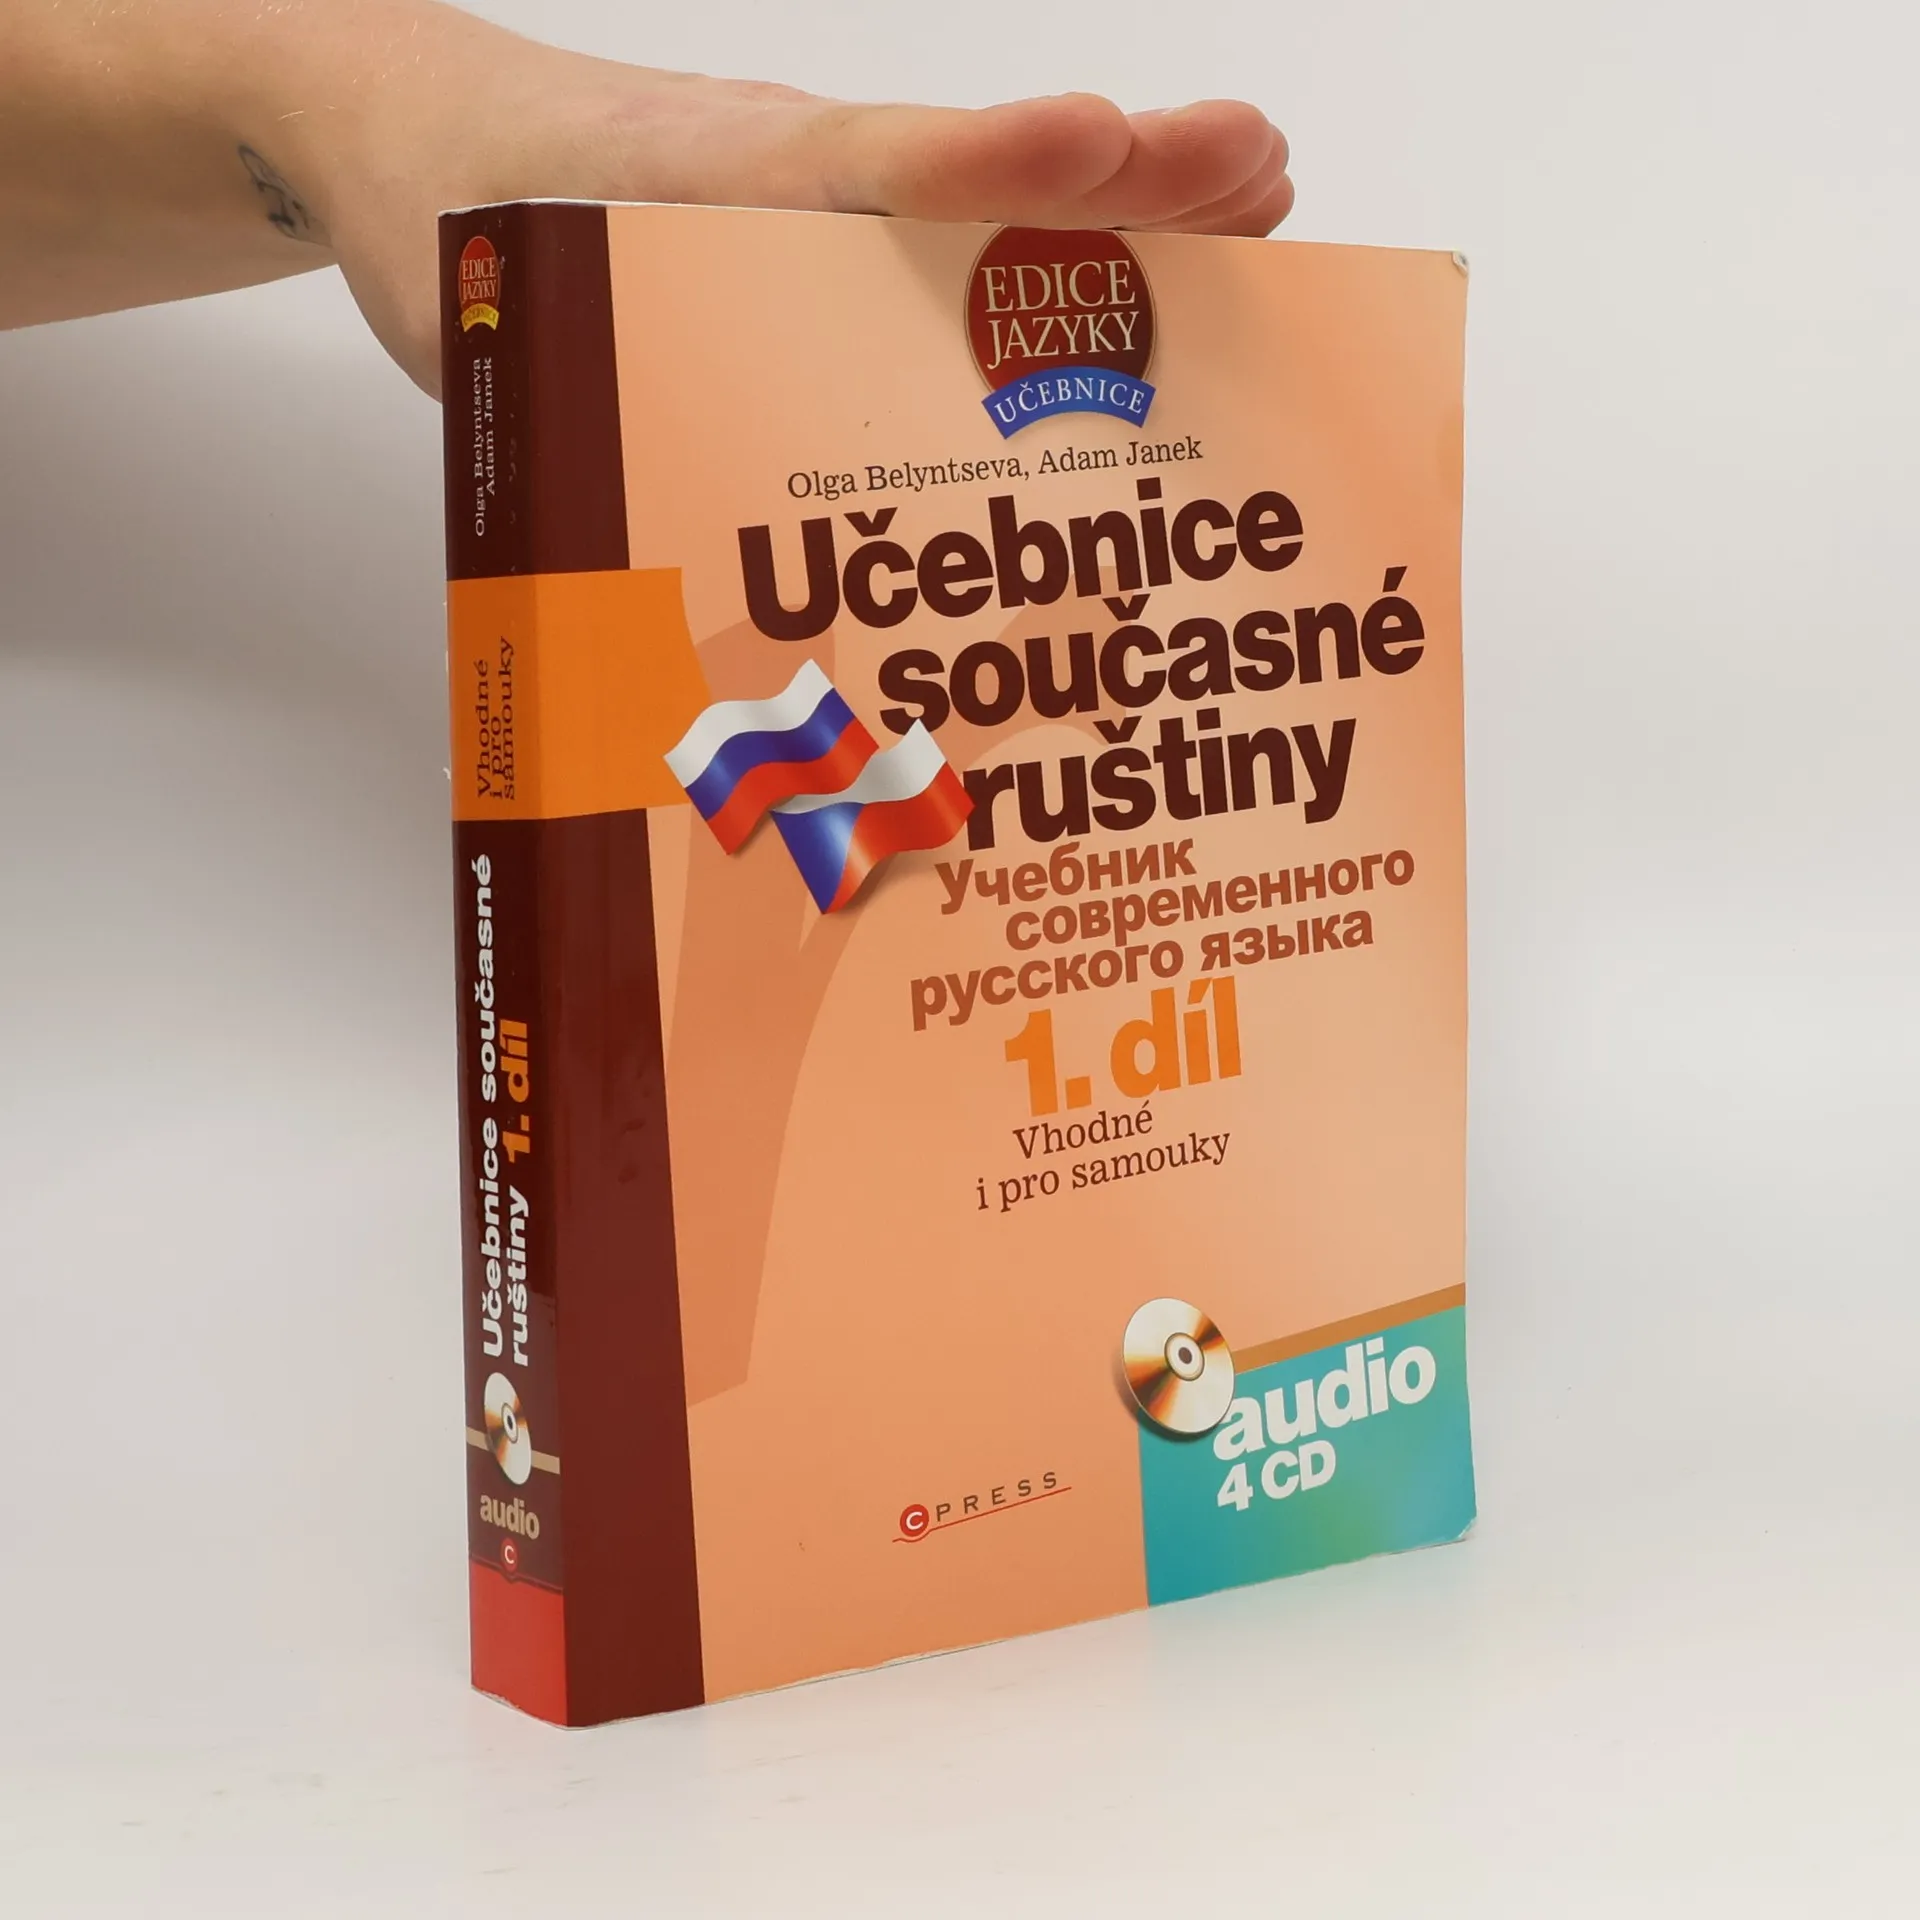 EDICE
JAZYKY
UČEBNICE
Olga Belyntseva
Adam Janek
Vhodné
i pro
samouky
Učebnice současné
ruštiny 1. díl
audio
C
EDICE
JAZYKY
UČEBNICE
Olga Belyntseva, Adam Janek
Učebnice
současné
ruštiny
Учебник
современного
русского языка
1. díl
Vhodné
i pro samouky
audio
4 CD
CPRESS